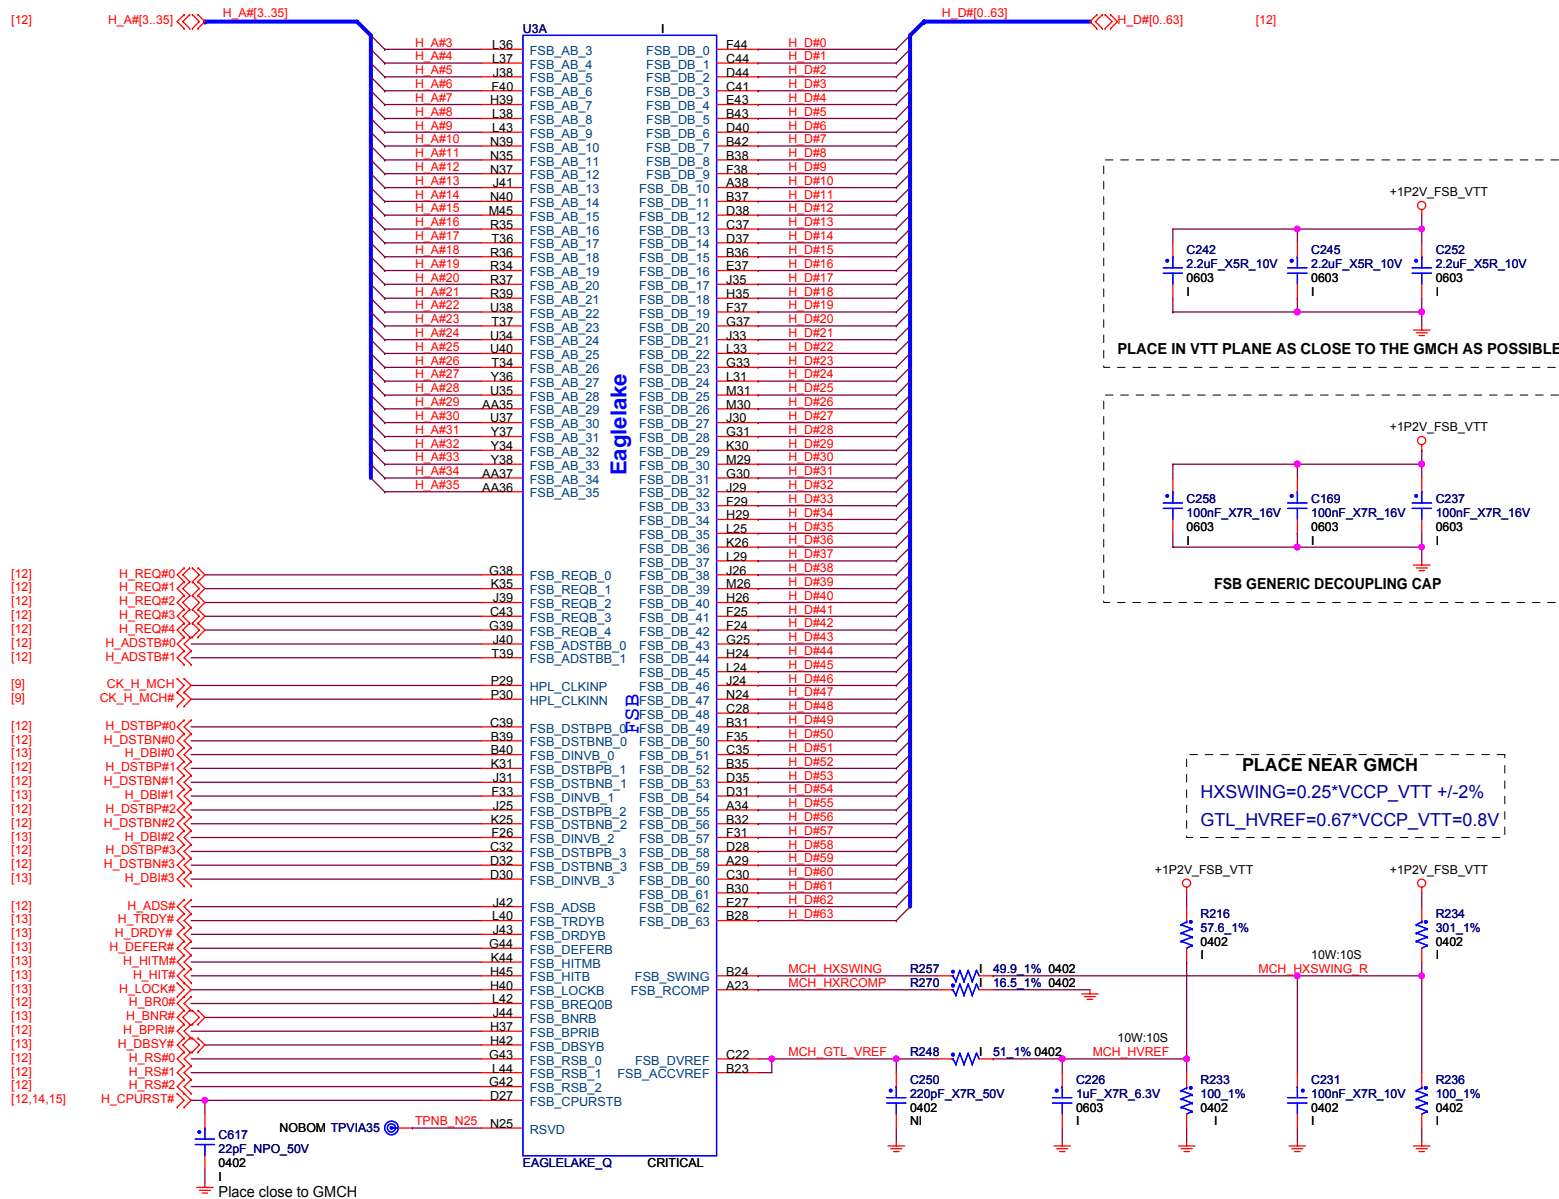 [12] H_A#[3..35] H_A#[3..35]
H_D#[0..63] H_D#[0..63] [12]
U3A I
H_A#3 L36 FSB_AB_3
H_A#4 L37 FSB_AB_4
H_A#5 J38 FSB_AB_5
H_A#6 F40 FSB_AB_6
H_A#7 H39 FSB_AB_7
H_A#8 L38 FSB_AB_8
H_A#9 L43 FSB_AB_9
H_A#10 N39 FSB_AB_10
H_A#11 N35 FSB_AB_11
H_A#12 N37 FSB_AB_12
H_A#13 J41 FSB_AB_13
H_A#14 N40 FSB_AB_14
H_A#15 M45 FSB_AB_15
H_A#16 R35 FSB_AB_16
H_A#17 T36 FSB_AB_17
H_A#18 R36 FSB_AB_18
H_A#19 R34 FSB_AB_19
H_A#20 R37 FSB_AB_20
H_A#21 R39 FSB_AB_21
H_A#22 U38 FSB_AB_22
H_A#23 T37 FSB_AB_23
H_A#24 U34 FSB_AB_24
H_A#25 U40 FSB_AB_25
H_A#26 T34 FSB_AB_26
H_A#27 Y36 FSB_AB_27
H_A#28 U35 FSB_AB_28
H_A#29 AA35 FSB_AB_29
H_A#30 U37 FSB_AB_30
H_A#31 Y37 FSB_AB_31
H_A#32 Y34 FSB_AB_32
H_A#33 Y38 FSB_AB_33
H_A#34 AA37 FSB_AB_34
H_A#35 AA36 FSB_AB_35
[12] H_REQ#0 G38 FSB_REQB_0
[12] H_REQ#1 K35 FSB_REQB_1
[12] H_REQ#2 J39 FSB_REQB_2
[12] H_REQ#3 C43 FSB_REQB_3
[12] H_REQ#4 G39 FSB_REQB_4
[12] H_ADSTB#0 J40 FSB_ADSTBB_0
[12] H_ADSTB#1 T39 FSB_ADSTBB_1
[9] CK_H_MCH P29 HPL_CLKINP
[9] CK_H_MCH# P30 HPL_CLKINN
[12] H_DSTBP#0 C39 FSB_DSTBPB_0
[12] H_DSTBN#0 B39 FSB_DSTBNB_0
[13] H_DBI#0 B40 FSB_DINVB_0
[12] H_DSTBP#1 K31 FSB_DSTBPB_1
[12] H_DSTBN#1 J31 FSB_DSTBNB_1
[13] H_DBI#1 F33 FSB_DINVB_1
[12] H_DSTBP#2 J25 FSB_DSTBPB_2
[12] H_DSTBN#2 K25 FSB_DSTBNB_2
[13] H_DBI#2 F26 FSB_DINVB_2
[12] H_DSTBP#3 C32 FSB_DSTBPB_3
[12] H_DSTBN#3 D32 FSB_DSTBNB_3
[13] H_DBI#3 D30 FSB_DINVB_3
[12] H_ADS# J42 FSB_ADSB
[13] H_TRDY# L40 FSB_TRDYB
[13] H_DRDY# J43 FSB_DRDYB
[13] H_DEFER# G44 FSB_DEFERB
[13] H_HITM# K44 FSB_HITMB
[13] H_HIT# H45 FSB_HITB
[13] H_LOCK# H40 FSB_LOCKB
[12] H_BR0# L42 FSB_BREQ0B
[13] H_BNR# J44 FSB_BNRB
[12] H_BPRI# H37 FSB_BPRIB
[13] H_DBSY# H42 FSB_DBSYB
[12] H_RS#0 G43 FSB_RSB_0
[12] H_RS#1 L44 FSB_RSB_1
[12] H_RS#2 G42 FSB_RSB_2
[12,14,15] H_CPURST# D27 FSB_CPURSTB
NOBOM TPVIA35 TPNB_N25 N25 RSVD
C617
22pF_NPO_50V
0402
I
Place close to GMCH
Eaglelake
FSB
EAGLELAKE_Q CRITICAL
FSB_DB_0 F44 H_D#0
FSB_DB_1 C44 H_D#1
FSB_DB_2 D44 H_D#2
FSB_DB_3 C41 H_D#3
FSB_DB_4 E43 H_D#4
FSB_DB_5 B43 H_D#5
FSB_DB_6 D40 H_D#6
FSB_DB_7 B42 H_D#7
FSB_DB_8 B38 H_D#8
FSB_DB_9 F38 H_D#9
FSB_DB_10 A38 H_D#10
FSB_DB_11 B37 H_D#11
FSB_DB_12 D38 H_D#12
FSB_DB_13 C37 H_D#13
FSB_DB_14 D37 H_D#14
FSB_DB_15 B36 H_D#15
FSB_DB_16 E37 H_D#16
FSB_DB_17 J35 H_D#17
FSB_DB_18 H35 H_D#18
FSB_DB_19 F37 H_D#19
FSB_DB_20 G37 H_D#20
FSB_DB_21 J33 H_D#21
FSB_DB_22 L33 H_D#22
FSB_DB_23 G33 H_D#23
FSB_DB_24 L31 H_D#24
FSB_DB_25 M31 H_D#25
FSB_DB_26 M30 H_D#26
FSB_DB_27 J30 H_D#27
FSB_DB_28 G31 H_D#28
FSB_DB_29 K30 H_D#29
FSB_DB_30 M29 H_D#30
FSB_DB_31 G30 H_D#31
FSB_DB_32 J29 H_D#32
FSB_DB_33 F29 H_D#33
FSB_DB_34 H29 H_D#34
FSB_DB_35 L25 H_D#35
FSB_DB_36 K26 H_D#36
FSB_DB_37 L29 H_D#37
FSB_DB_38 J26 H_D#38
FSB_DB_39 M26 H_D#39
FSB_DB_40 H26 H_D#40
FSB_DB_41 F25 H_D#41
FSB_DB_42 F24 H_D#42
FSB_DB_43 G25 H_D#43
FSB_DB_44 H24 H_D#44
FSB_DB_45 L24 H_D#45
FSB_DB_46 J24 H_D#46
FSB_DB_47 N24 H_D#47
FSB_DB_48 C28 H_D#48
FSB_DB_49 B31 H_D#49
FSB_DB_50 F35 H_D#50
FSB_DB_51 C35 H_D#51
FSB_DB_52 B35 H_D#52
FSB_DB_53 D35 H_D#53
FSB_DB_54 D31 H_D#54
FSB_DB_55 A34 H_D#55
FSB_DB_56 B32 H_D#56
FSB_DB_57 F31 H_D#57
FSB_DB_58 D28 H_D#58
FSB_DB_59 A29 H_D#59
FSB_DB_60 C30 H_D#60
FSB_DB_61 B30 H_D#61
FSB_DB_62 E27 H_D#62
FSB_DB_63 B28 H_D#63
FSB_SWING B24 MCH_HXSWING R257 I 49.9_1% 0402 MCH_HXSWING_R 10W:10S
FSB_RCOMP A23 MCH_HXRCOMP R270 I 16.5_1% 0402
FSB_DVREF C22 MCH_GTL_VREF R248 I 51_1% 0402 MCH_HVREF 10W:10S
FSB_ACCVREF B23
+1P2V_FSB_VTT
C242 C245 C252
2.2uF_X5R_10V 2.2uF_X5R_10V 2.2uF_X5R_10V
0603 0603 0603
I I I
PLACE IN VTT PLANE AS CLOSE TO THE GMCH AS POSSIBLE
+1P2V_FSB_VTT
C258 C169 C237
100nF_X7R_16V 100nF_X7R_16V 100nF_X7R_16V
0603 0603 0603
I I I
FSB GENERIC DECOUPLING CAP
PLACE NEAR GMCH
HXSWING=0.25*VCCP_VTT +/-2%
GTL_HVREF=0.67*VCCP_VTT=0.8V
+1P2V_FSB_VTT +1P2V_FSB_VTT
R216 R234
57.6_1% 301_1%
0402 0402
I I
C250 C226 R233 C231 R236
220pF_X7R_50V 1uF_X7R_6.3V 100_1% 100nF_X7R_10V 100_1%
0402 0603 0402 0402 0402
NI I I I I